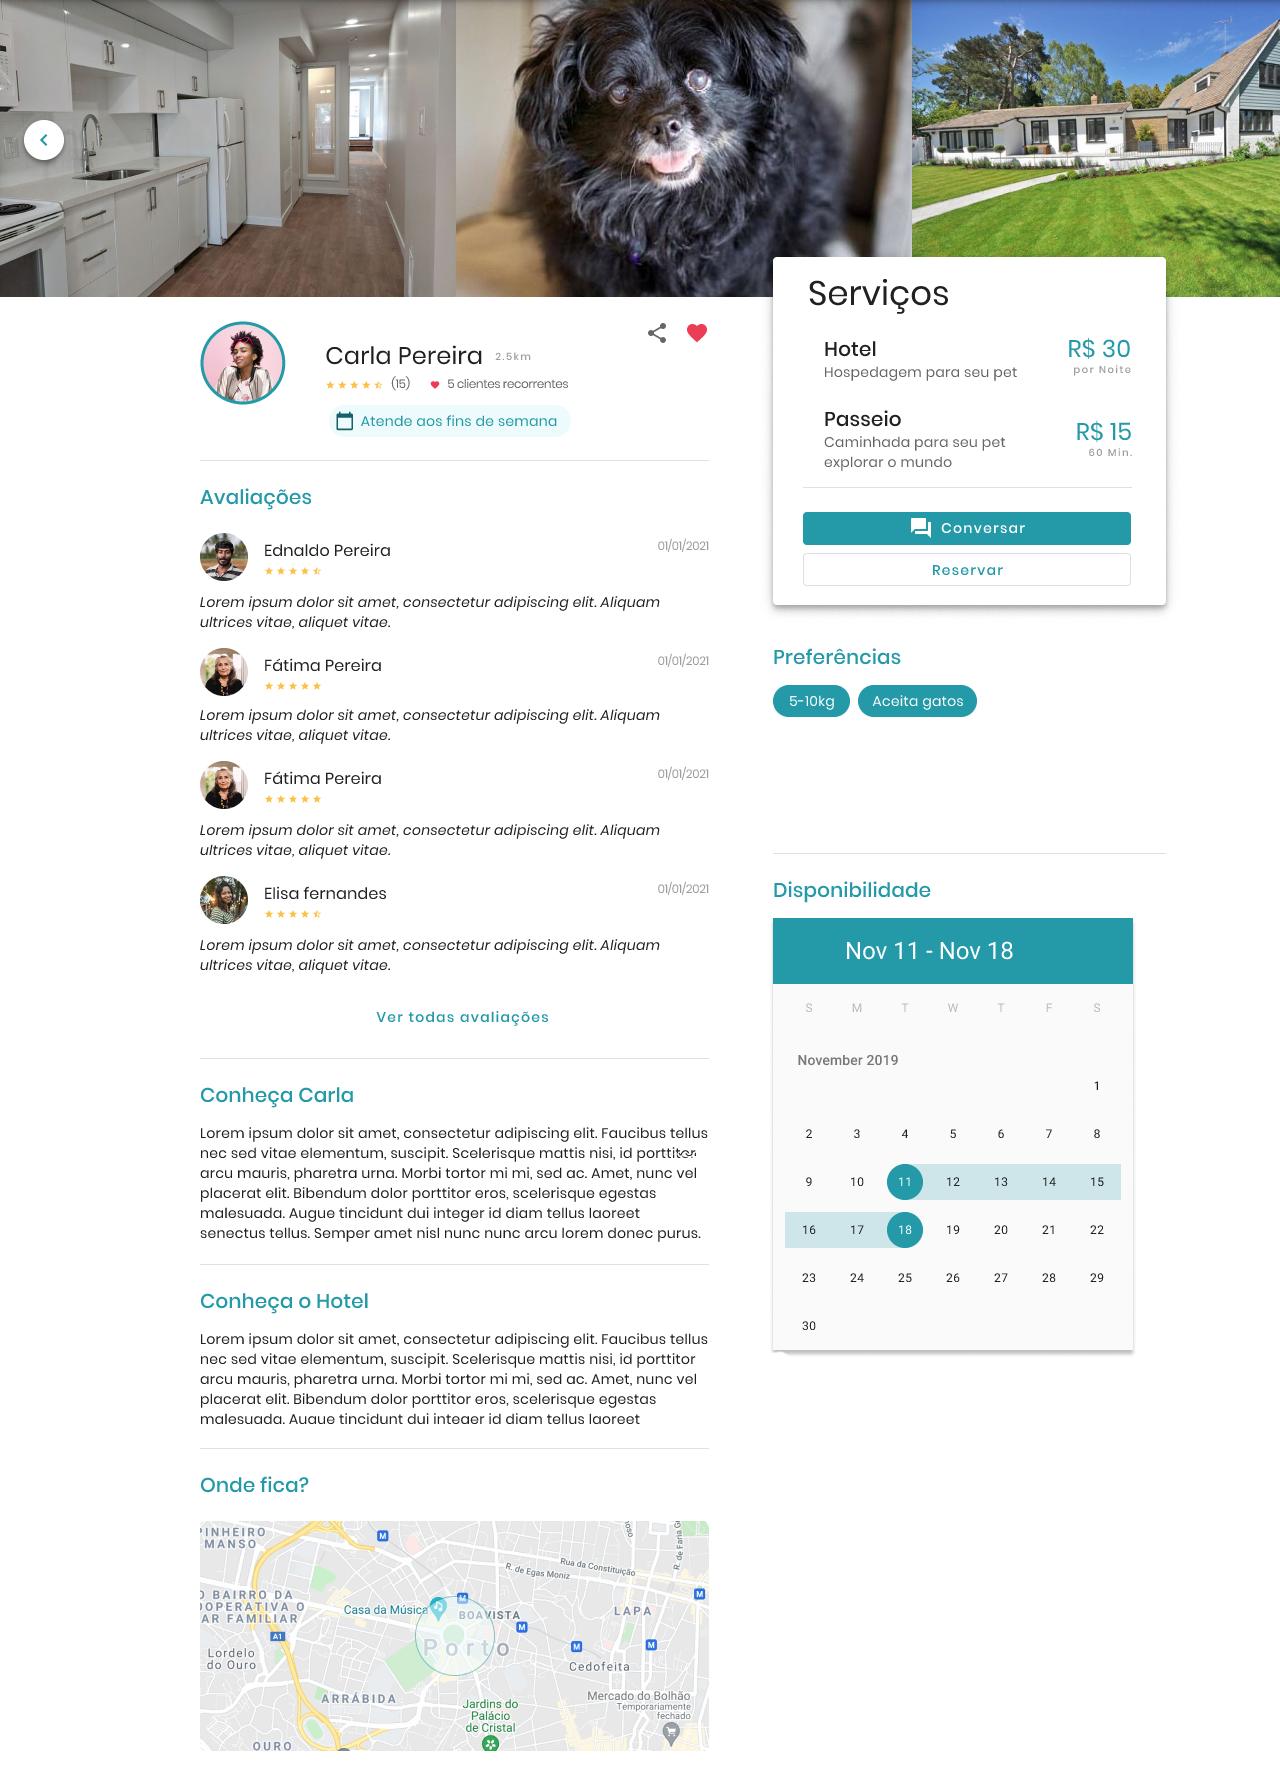 Serviços
Hotel
R$ 30
Hospedagem para seu pet
por Noite
Passeio
R$ 15
Caminhada para seu pet
explorar o mundo
60 Min.
Conversar
Reservar
Carla Pereira 2.5km
(15) 5 clientes recorrentes
Atende aos fins de semana
Avaliações
Ednaldo Pereira
01/01/2021
Lorem ipsum dolor sit amet, consectetur adipiscing elit. Aliquam
ultrices vitae, aliquet vitae.
Fátima Pereira
01/01/2021
Lorem ipsum dolor sit amet, consectetur adipiscing elit. Aliquam
ultrices vitae, aliquet vitae.
Fátima Pereira
01/01/2021
Lorem ipsum dolor sit amet, consectetur adipiscing elit. Aliquam
ultrices vitae, aliquet vitae.
Elisa fernandes
01/01/2021
Lorem ipsum dolor sit amet, consectetur adipiscing elit. Aliquam
ultrices vitae, aliquet vitae.
Ver todas avaliações
Conheça Carla
Lorem ipsum dolor sit amet, consectetur adipiscing elit. Faucibus tellus
nec sed vitae elementum, suscipit. Scelerisque mattis nisi, id porttitor
arcu mauris, pharetra urna. Morbi tortor mi mi, sed ac. Amet, nunc vel
placerat elit. Bibendum dolor porttitor eros, scelerisque egestas
malesuada. Augue tincidunt dui integer id diam tellus laoreet
senectus tellus. Semper amet nisl nunc nunc arcu lorem donec purus.
Conheça o Hotel
Lorem ipsum dolor sit amet, consectetur adipiscing elit. Faucibus tellus
nec sed vitae elementum, suscipit. Scelerisque mattis nisi, id porttitor
arcu mauris, pharetra urna. Morbi tortor mi mi, sed ac. Amet, nunc vel
placerat elit. Bibendum dolor porttitor eros, scelerisque egestas
malesuada. Augue tincidunt dui integer id diam tellus laoreet
Onde fica?
PINHEIRO
MANSO
M
R. de Faria G
Rua da Constituição
R. de Egas Moniz
O BAIRRO DA
OPERATIVA O
AR FAMILIAR
A1
Casa da Música
M
BOAVISTA
LAPA
M
M
M
M
Porto
Lordelo
do Ouro
Cedofeita
ARRÁBIDA
Jardins do
Palácio
de Cristal
Mercado do Bolhão
Temporariamente
fechado
OURO
Preferências
5-10kg
Aceita gatos
Disponibilidade
Nov 11 - Nov 18
S M T W T F S
November 2019
1
2 3 4 5 6 7 8
9 10 11 12 13 14 15
16 17 18 19 20 21 22
23 24 25 26 27 28 29
30